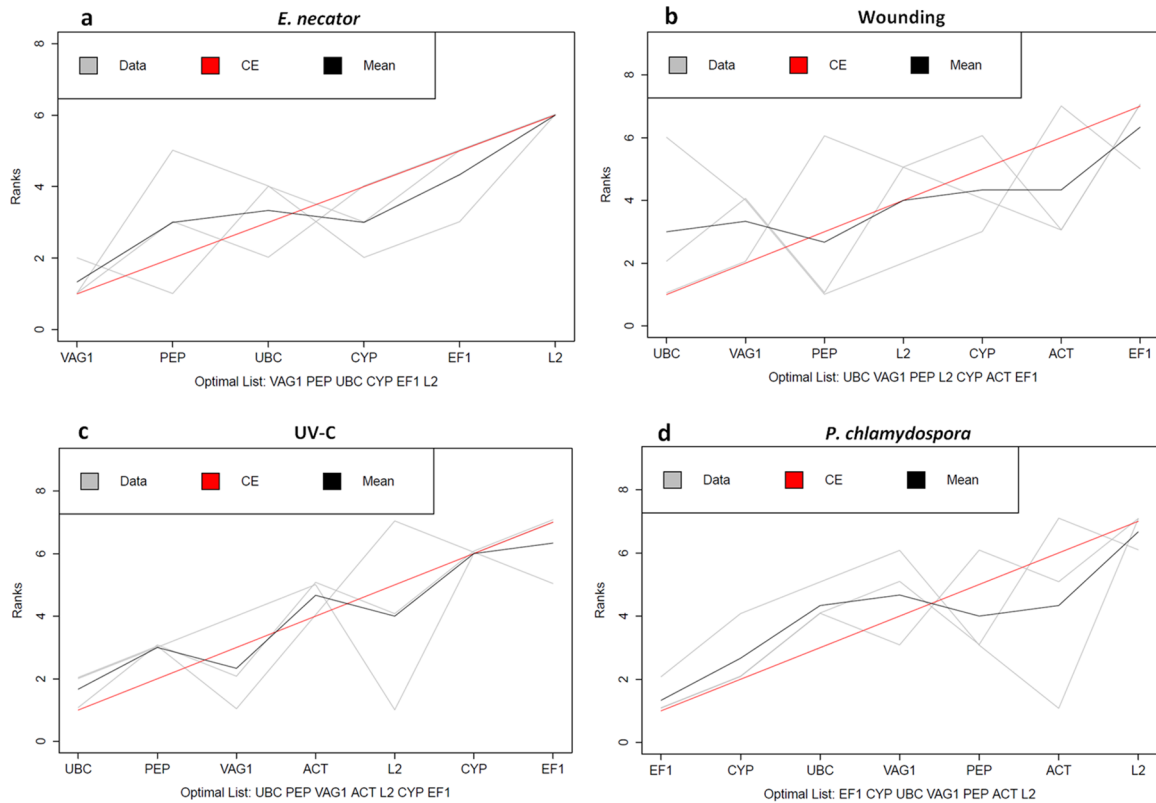 a
E. necator
Data CE Mean
Ranks
8
6
4
2
0
VAG1 PEP UBC CYP EF1 L2
Optimal List: VAG1 PEP UBC CYP EF1 L2
b
Wounding
Data CE Mean
Ranks
8
6
4
2
0
UBC VAG1 PEP L2 CYP ACT EF1
Optimal List: UBC VAG1 PEP L2 CYP ACT EF1
c
UV-C
Data CE Mean
Ranks
8
6
4
2
0
UBC PEP VAG1 ACT L2 CYP EF1
Optimal List: UBC PEP VAG1 ACT L2 CYP EF1
d
P. chlamydospora
Data CE Mean
Ranks
8
6
4
2
0
EF1 CYP UBC VAG1 PEP ACT L2
Optimal List: EF1 CYP UBC VAG1 PEP ACT L2